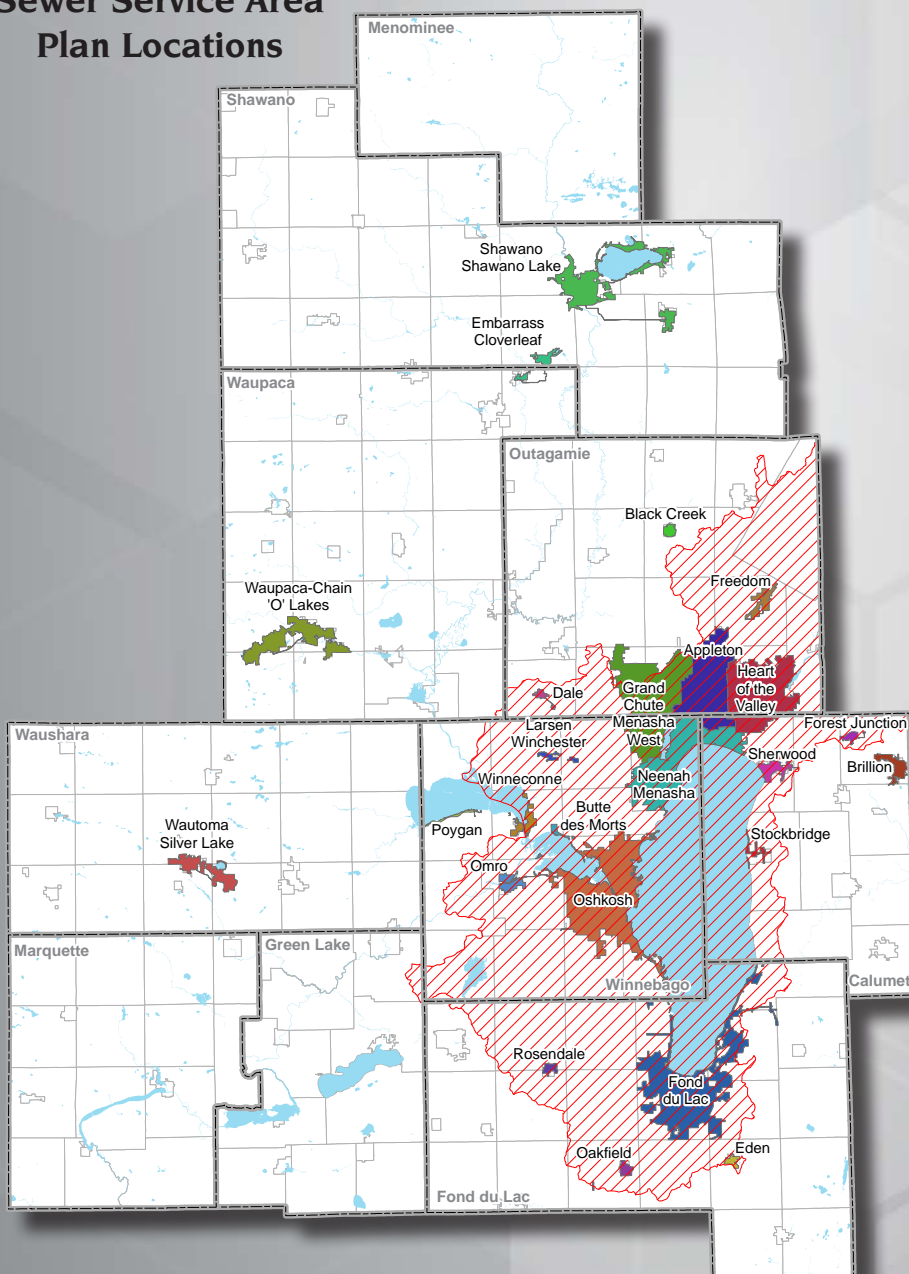 Sewer Service Area
Plan Locations
Menominee
Shawano
Shawano
Shawano Lake
Embarrass
Cloverleaf
Waupaca
Outagamie
Black Creek
Freedom
Waupaca-Chain
'O' Lakes
Appleton
Heart
of the
Valley
Grand
Chute
Menasha
West
Dale
Larsen
Winchester
Forest Junction
Waushara
Sherwood
Brillion
Winneconne
Neenah
Menasha
Butte
des Morts
Poygan
Wautoma
Silver Lake
Stockbridge
Omro
Oshkosh
Marquette
Green Lake
Winnebago
Calumet
Rosendale
Fond
du Lac
Oakfield
Eden
Fond du Lac